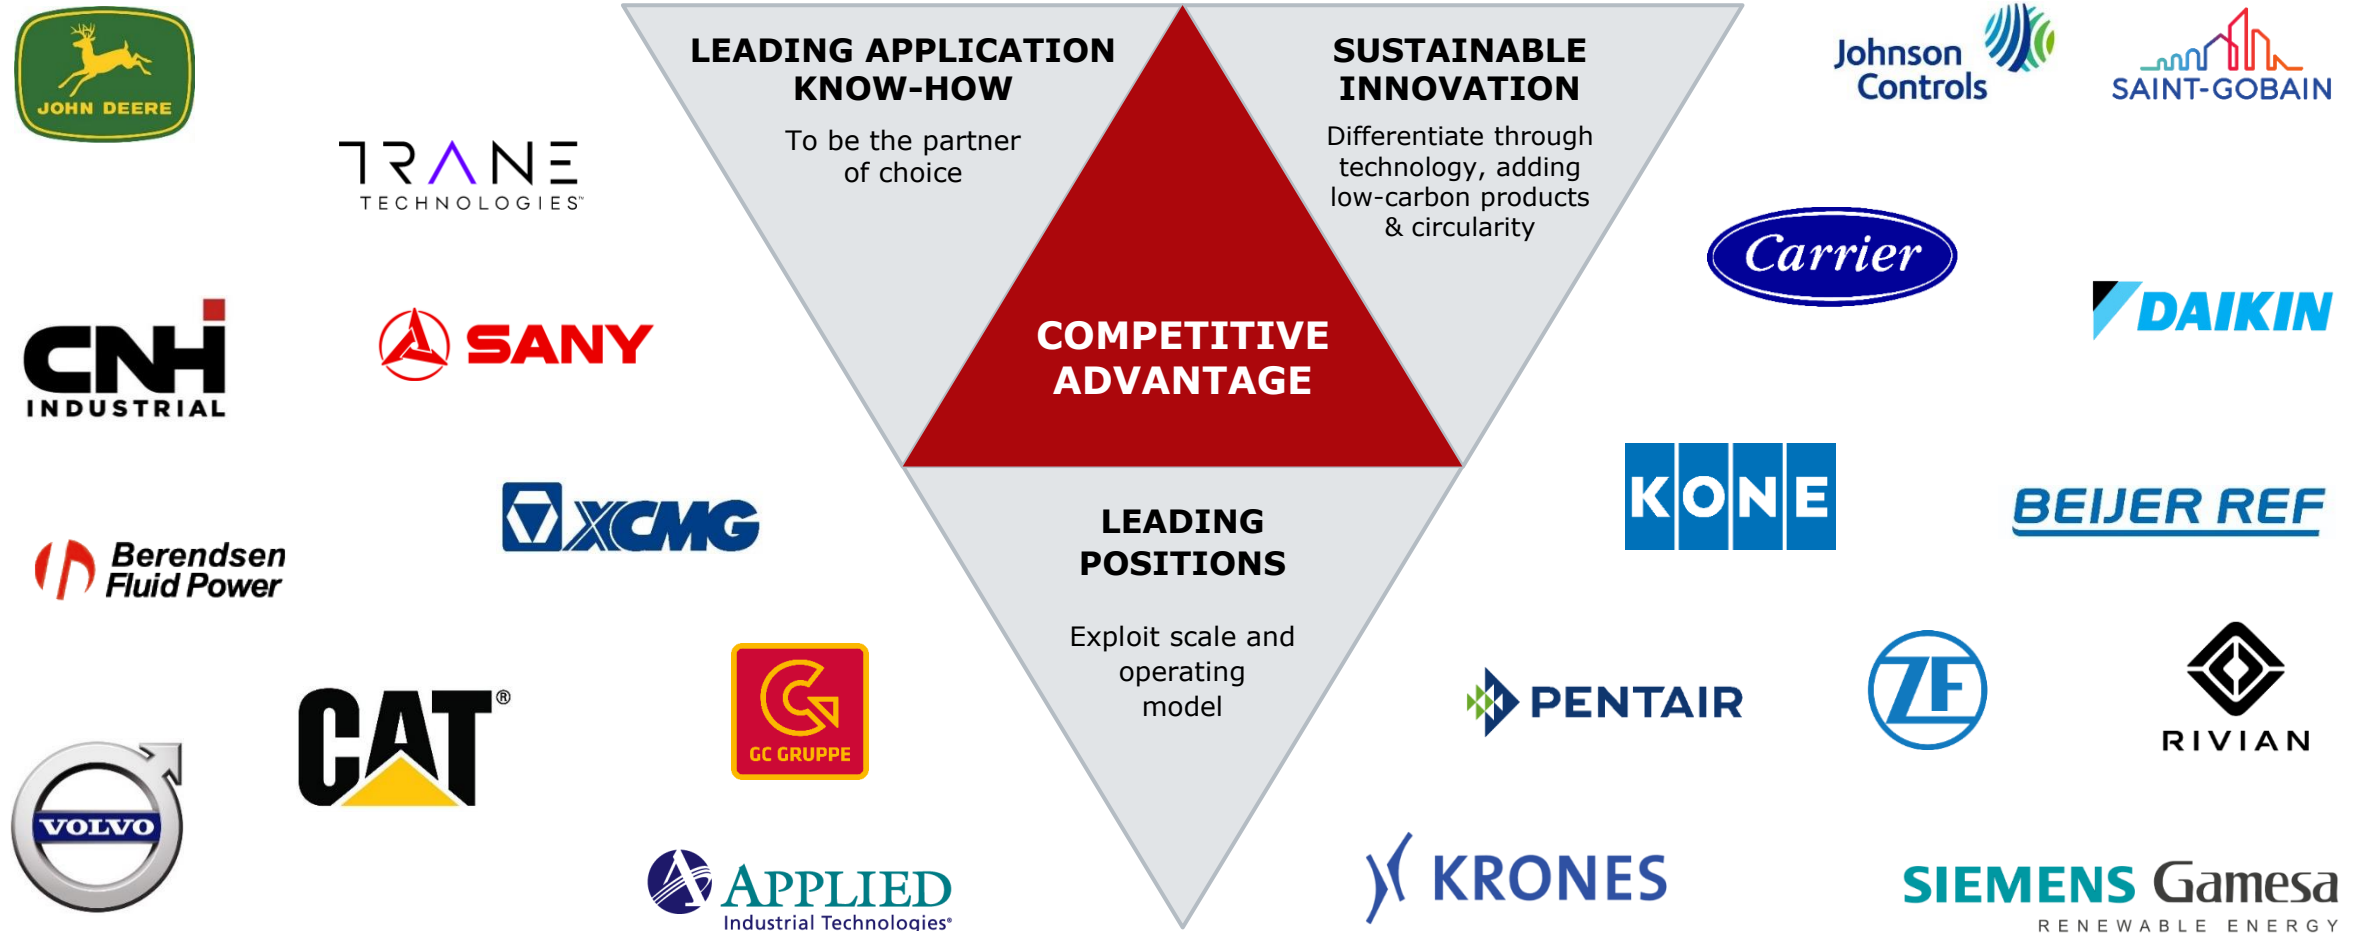 JOHN DEERE
TRANE
TECHNOLOGIES™
CNH
INDUSTRIAL
SANY
Berendsen
Fluid Power
XCMG
VOLVO
CAT®
GC GRUPPE
APPLIED
Industrial Technologies®
LEADING APPLICATION
KNOW-HOW
To be the partner
of choice
SUSTAINABLE
INNOVATION
Differentiate through
technology, adding
low-carbon products
& circularity
COMPETITIVE
ADVANTAGE
LEADING
POSITIONS
Exploit scale and
operating
model
Johnson
Controls
SAINT-GOBAIN
Carrier
DAIKIN
KONE
BEIJER REF
PENTAIR
ZF
RIVIAN
KRONES
SIEMENS Gamesa
RENEWABLE ENERGY